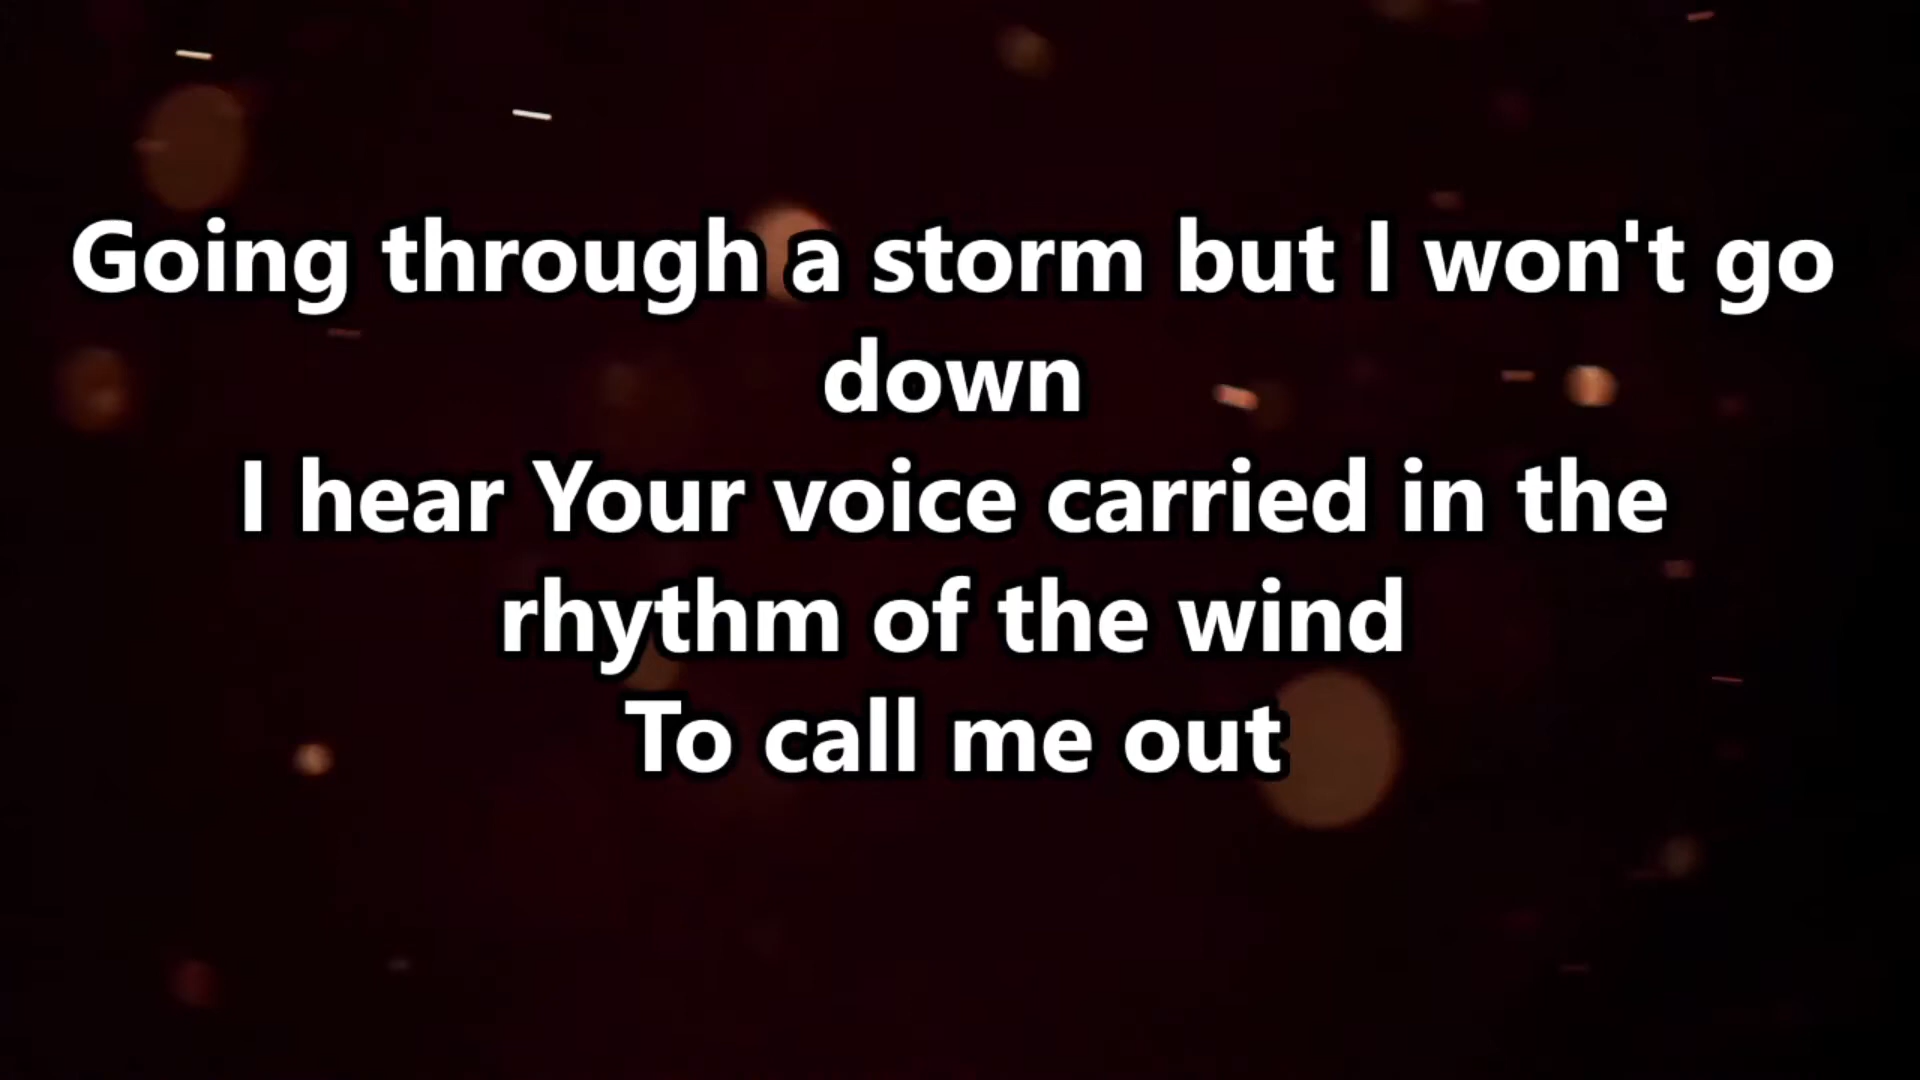 Going through a storm but I won't go
down
I hear Your voice carried in the
rhythm of the wind
To call me out